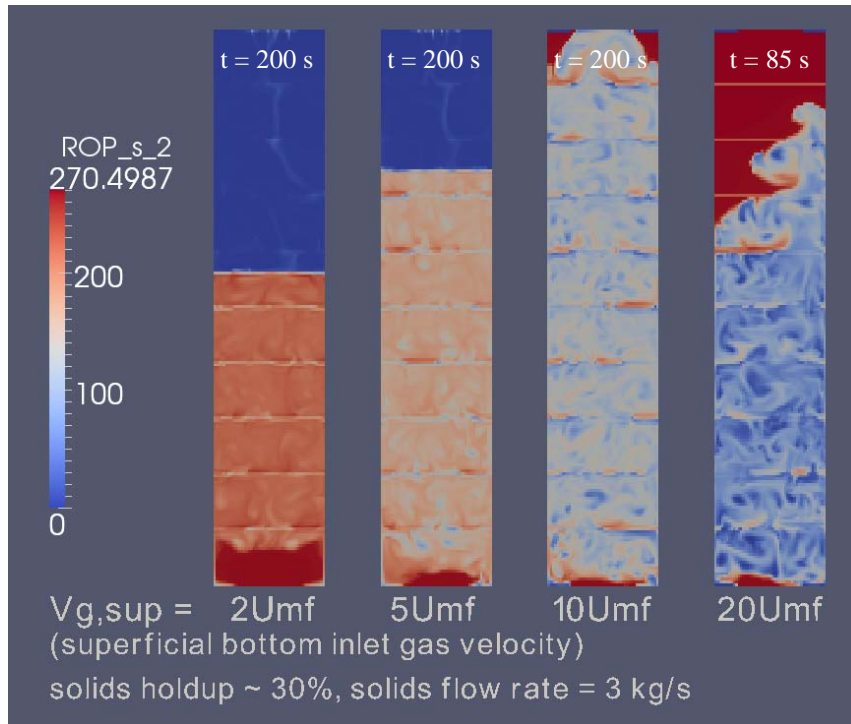 t = 200 s t = 200 s t = 200 s t = 85 s
ROP_s_2
270.4987
200
100
0
Vg,sup = 2Umf 5Umf 10Umf 20Umf
(superficial bottom inlet gas velocity)
solids holdup ~ 30%, solids flow rate = 3 kg/s